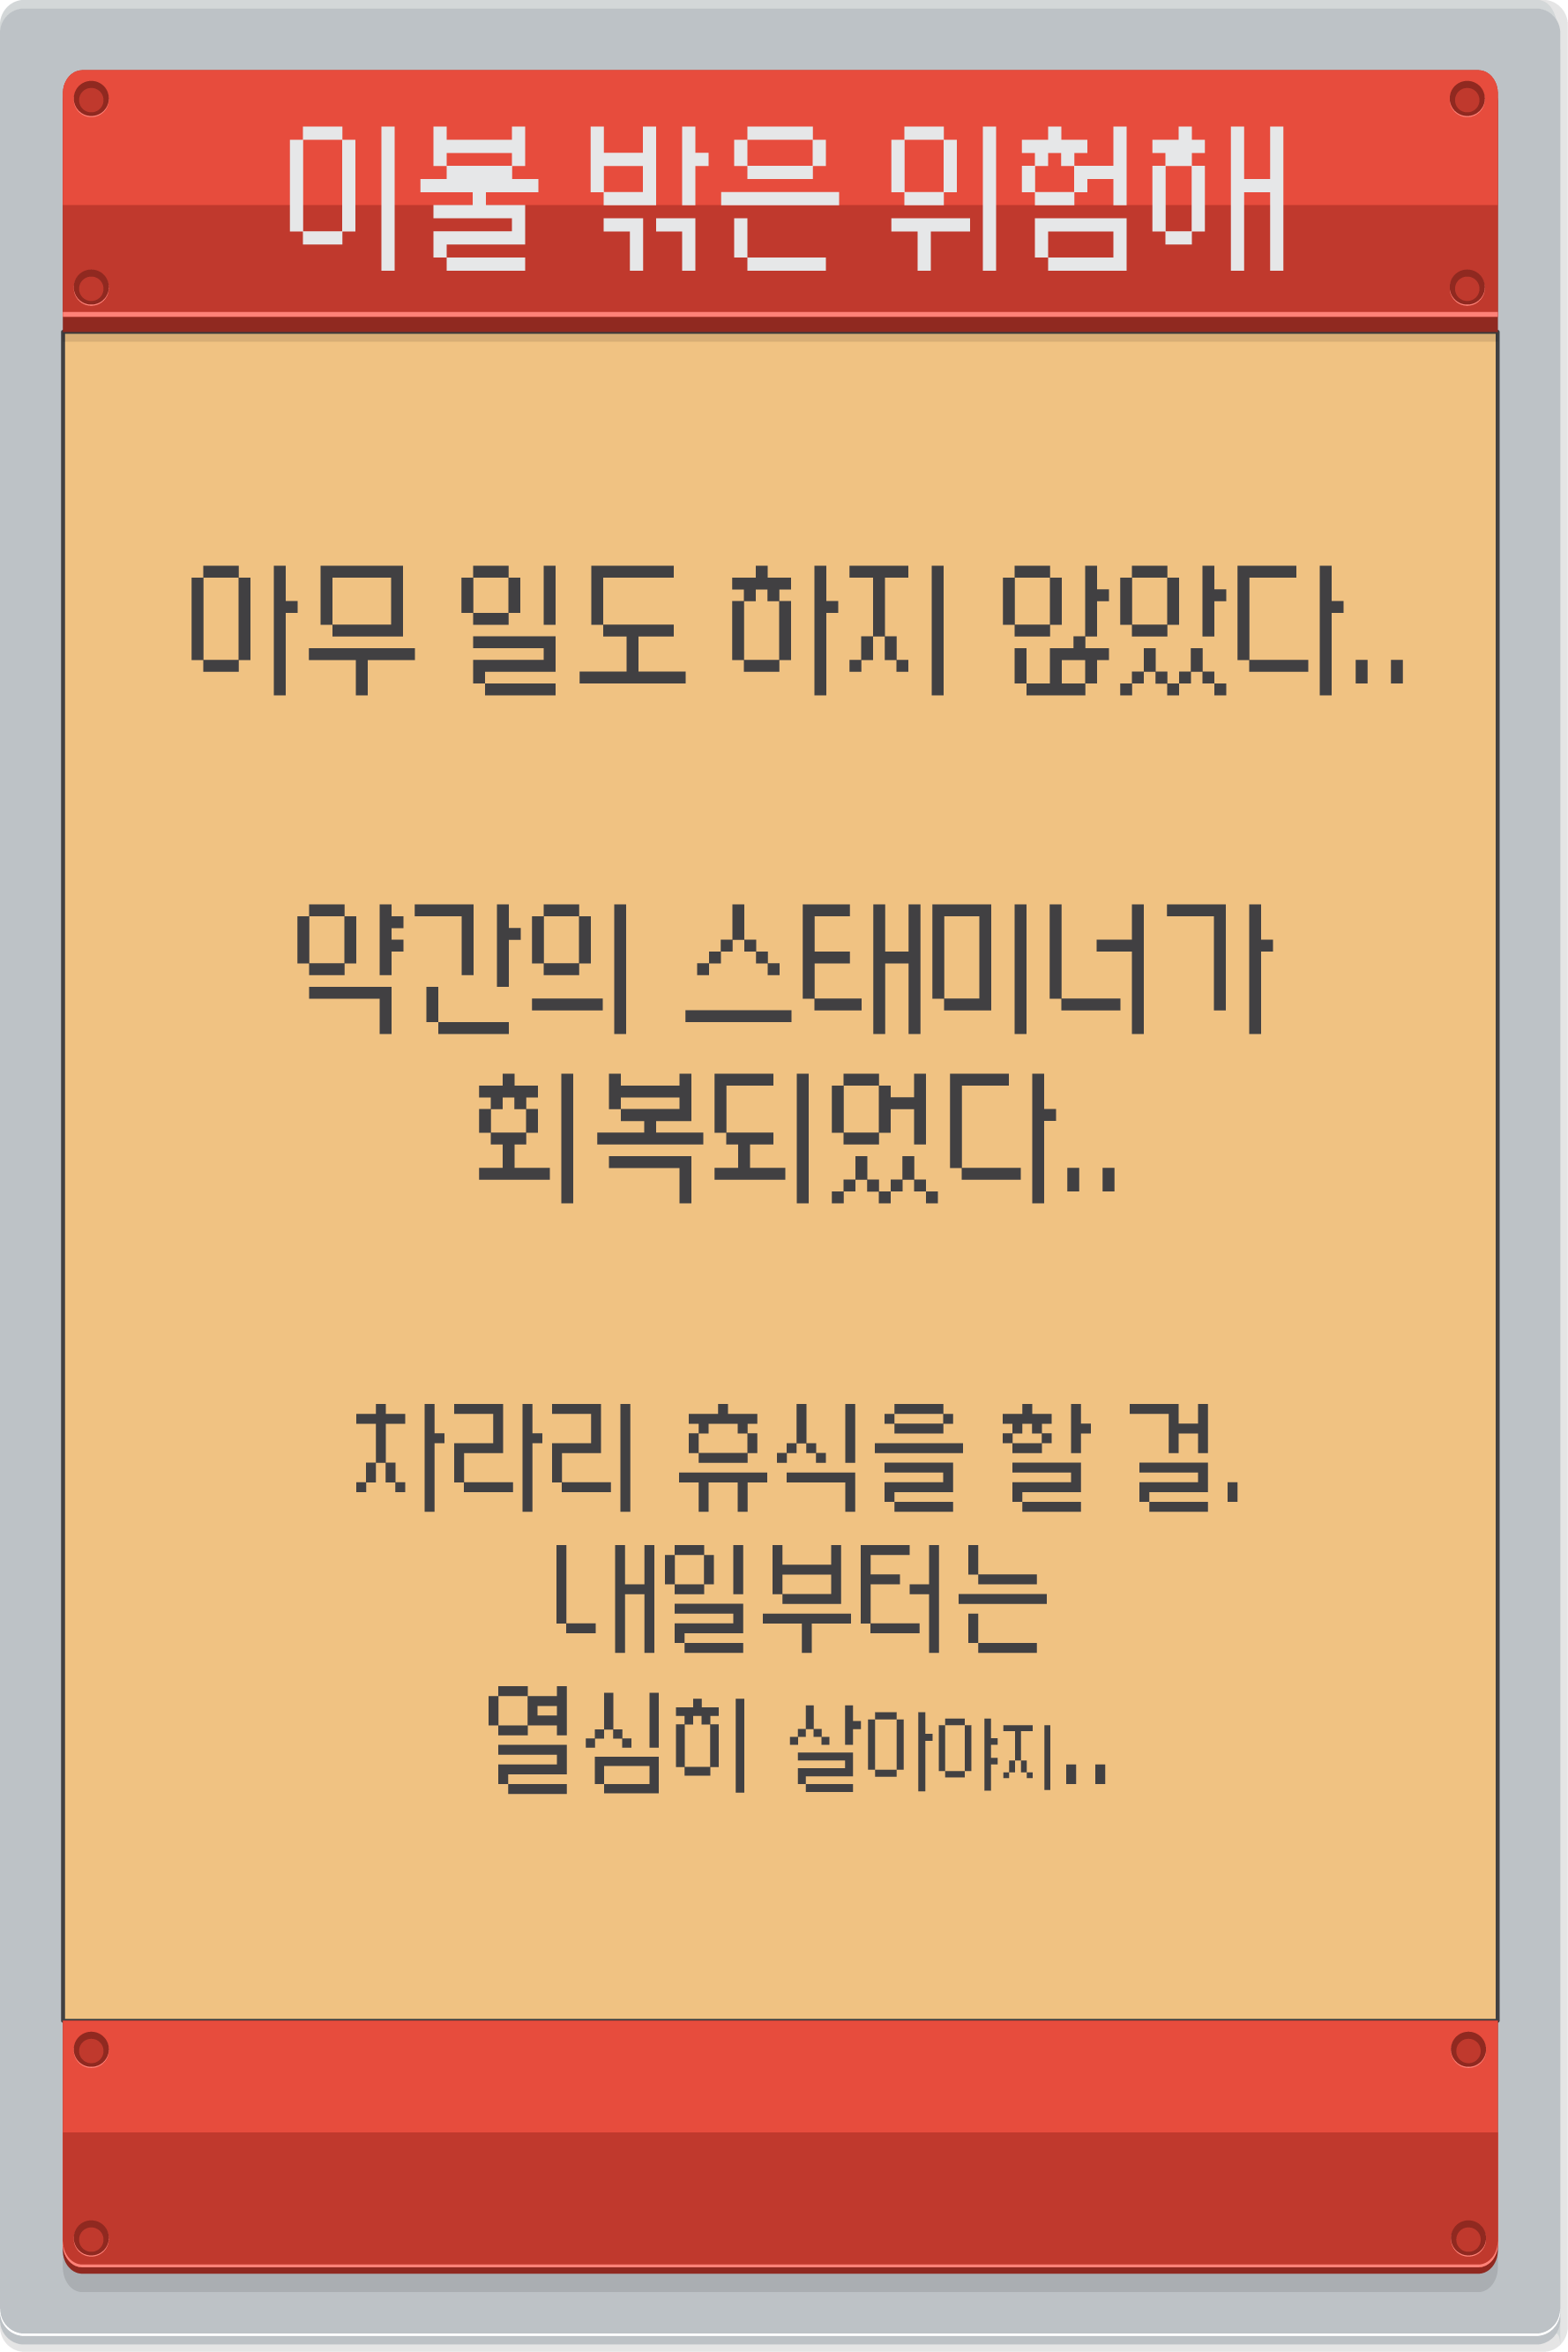 이불 밖은 위험해
아무 일도 하지 않았다..
약간의 스태미너가
회복되었다..
차라리 휴식을 할 걸.
내일부터는
열심히 살아야지..